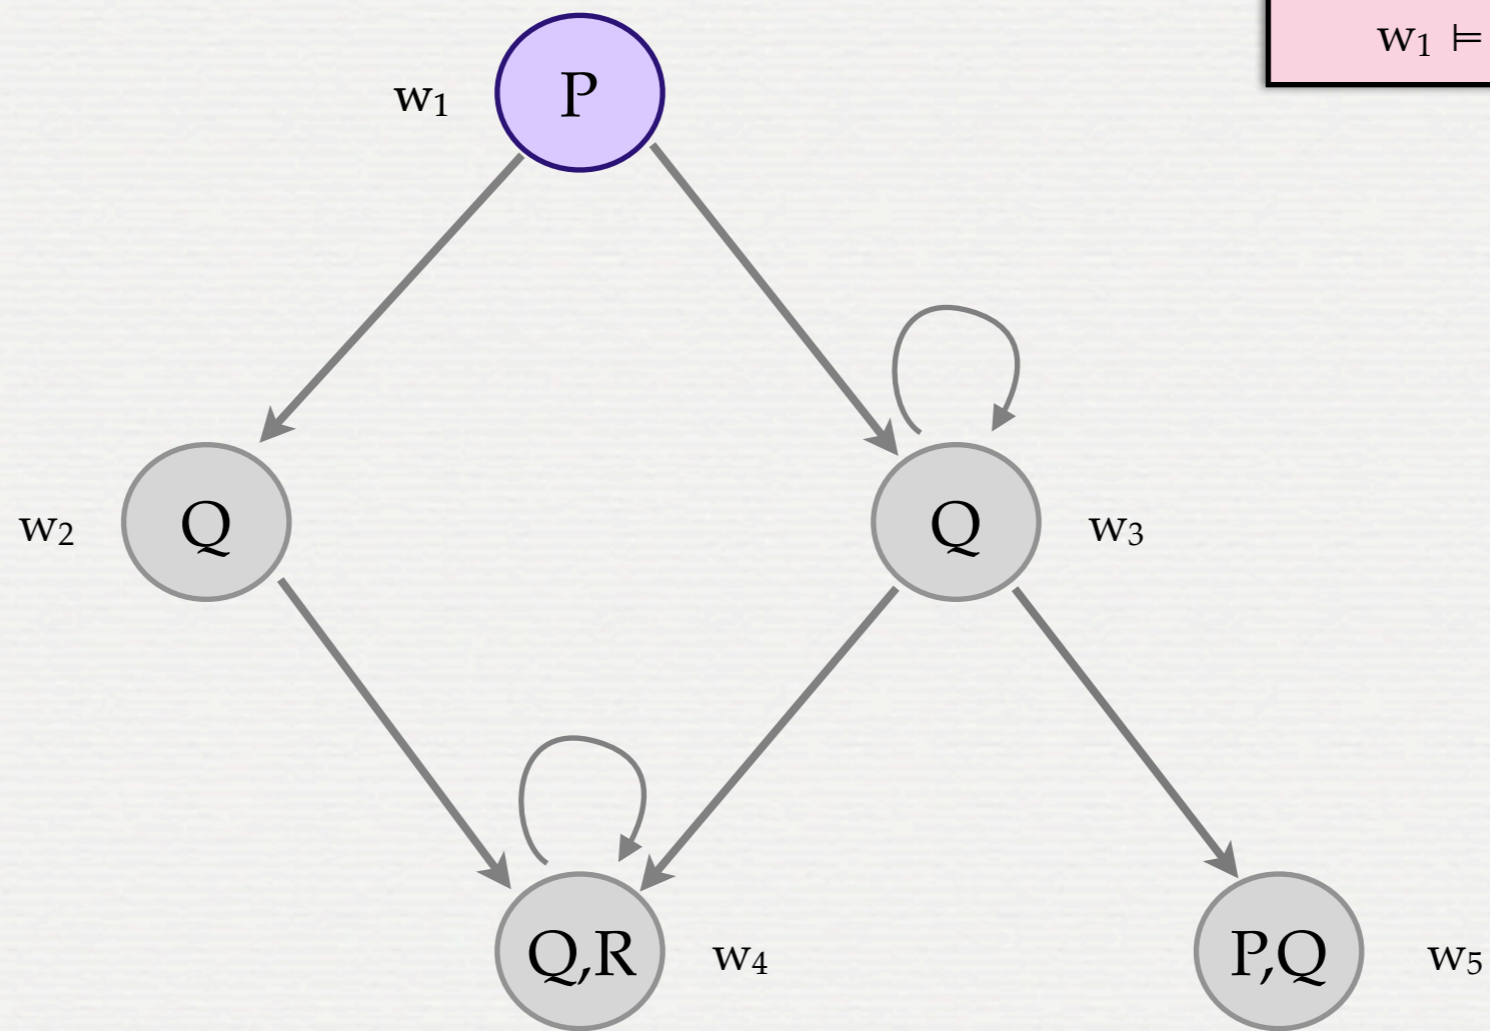 w₁ ⊨
w₁ P
w₂ Q Q w₃
Q,R w₄ P,Q w₅